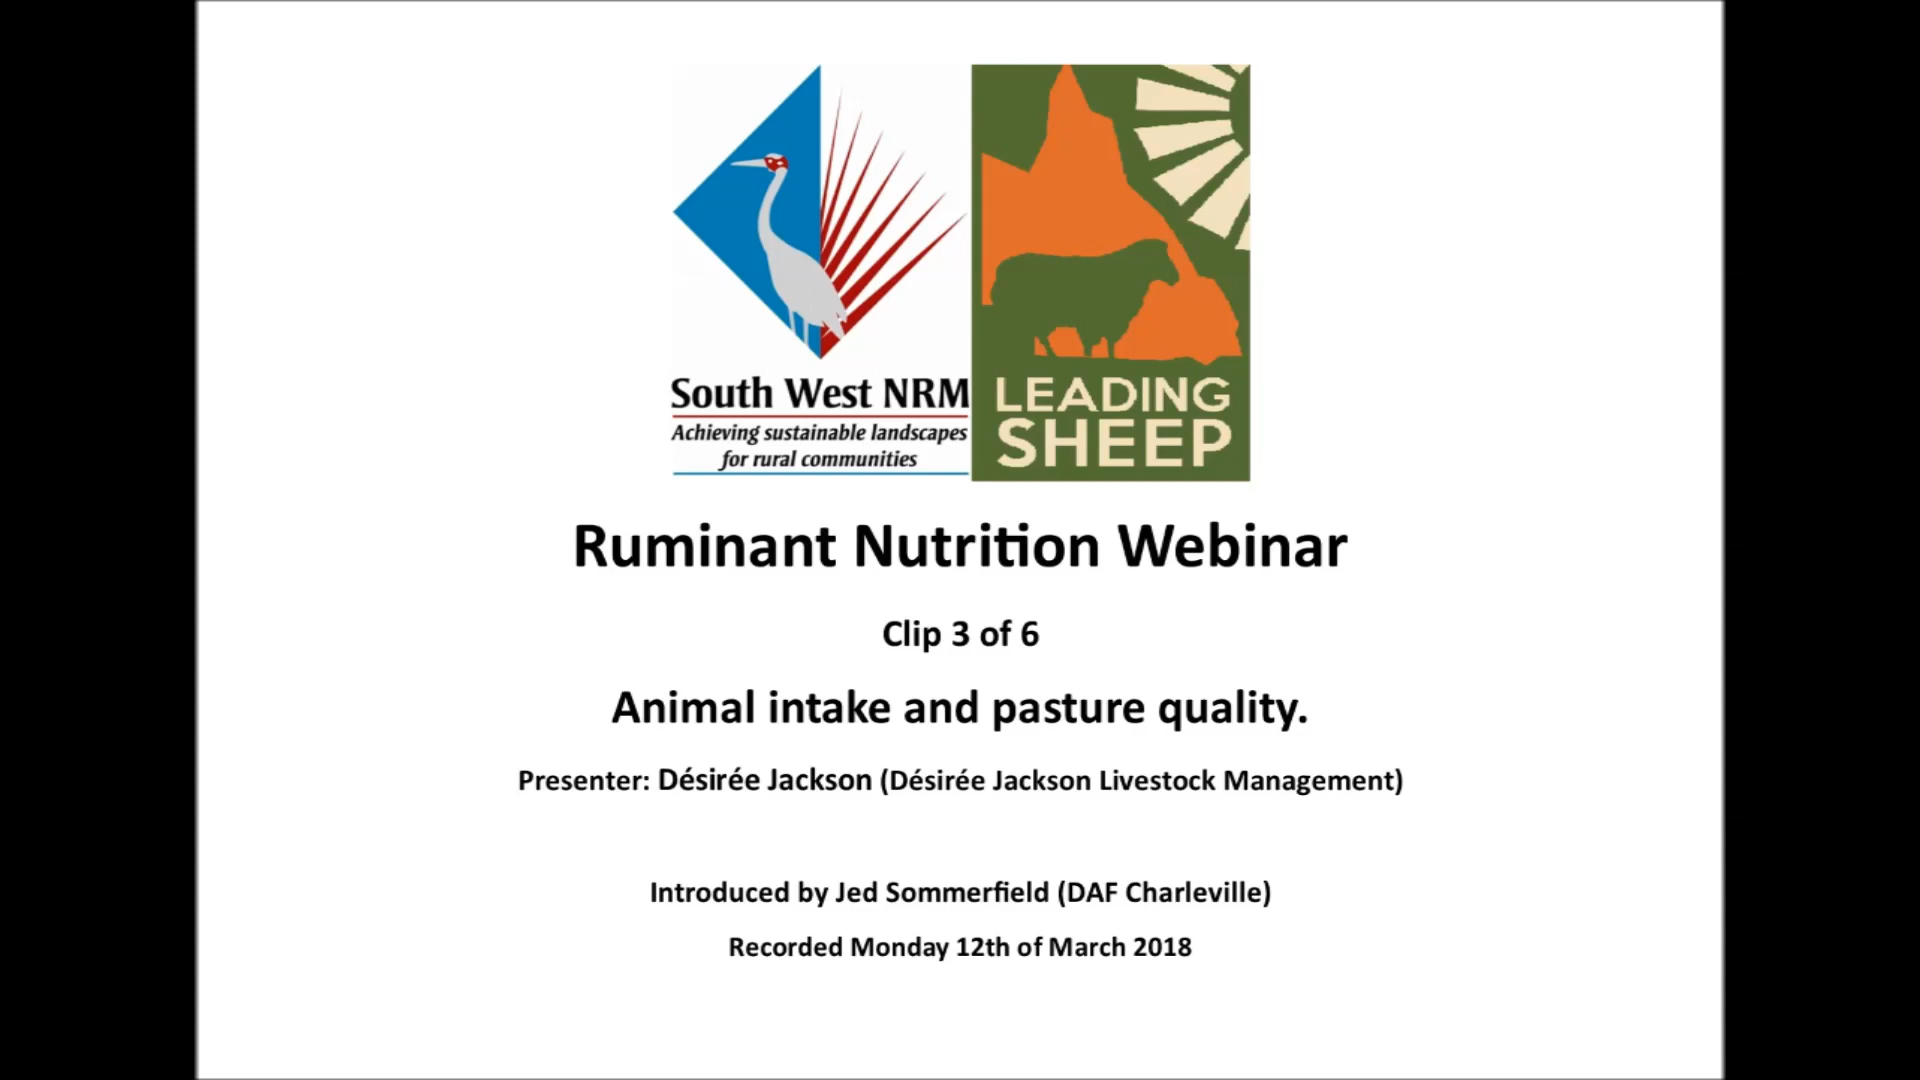 South West NRM
Achieving sustainable landscapes
for rural communities
LEADING
SHEEP
Ruminant Nutrition Webinar
Clip 3 of 6
Animal intake and pasture quality.
Presenter: Désirée Jackson (Désirée Jackson Livestock Management)
Introduced by Jed Sommerfield (DAF Charleville)
Recorded Monday 12th of March 2018